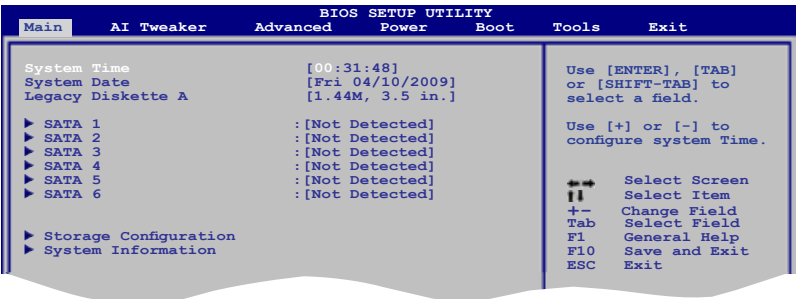 BIOS SETUP UTILITY
Main AI Tweaker Advanced Power Boot Tools Exit
System Time [00:31:48]
System Date [Fri 04/10/2009]
Legacy Diskette A [1.44M, 3.5 in.]
SATA 1 :[Not Detected]
SATA 2 :[Not Detected]
SATA 3 :[Not Detected]
SATA 4 :[Not Detected]
SATA 5 :[Not Detected]
SATA 6 :[Not Detected]
Storage Configuration
System Information
Use [ENTER], [TAB]
or [SHIFT-TAB] to
select a field.
Use [+] or [-] to
configure system Time.
←→ Select Screen
↑↓ Select Item
+- Change Field
Tab Select Field
F1 General Help
F10 Save and Exit
ESC Exit